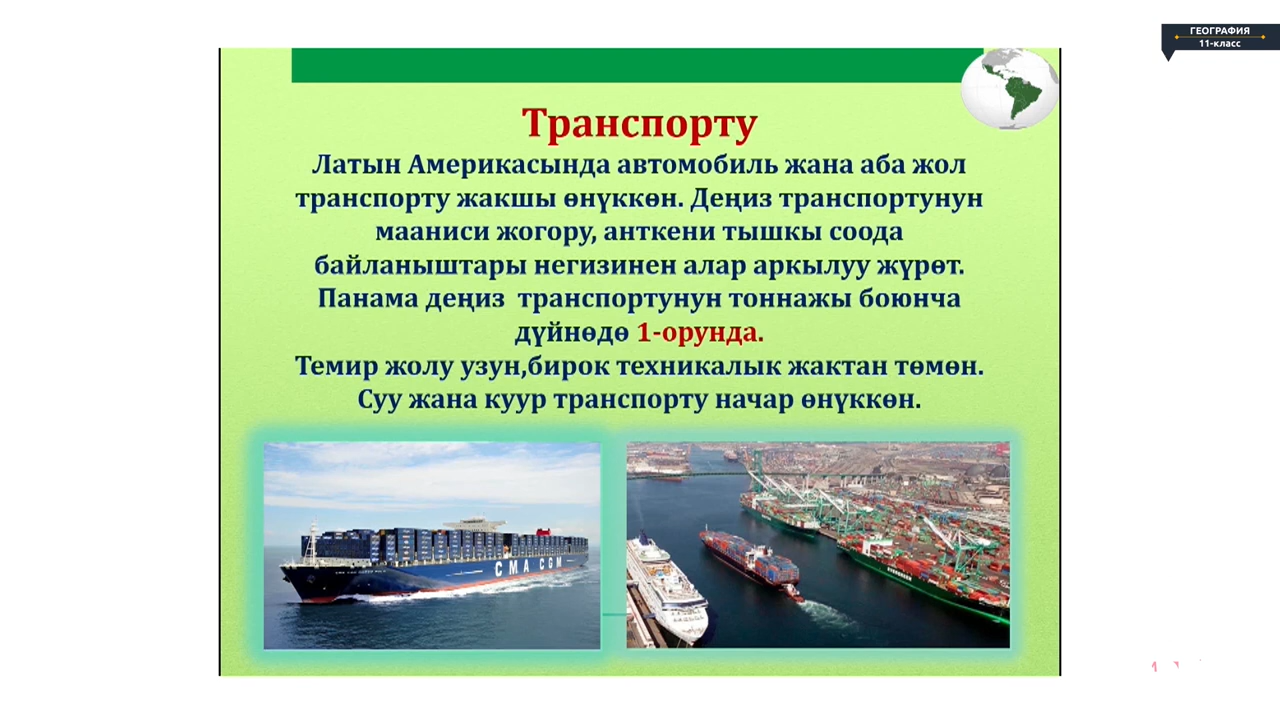 ГЕОГРАФИЯ
11-класс
Транспорту
Латын Америкасында автомобиль жана аба жол
транспорту жакшы өнүккөн. Деңиз транспортунун
мааниси жогору, анткени тышкы соода
байланыштары негизинен алар аркылуу жүрөт.
Панама деңиз транспортунун тоннажы боюнча
дүйнөдө 1-орунда.
Темир жолу узун,бирок техникалык жактан төмөн.
Суу жана куур транспорту начар өнүккөн.
CMA CGM